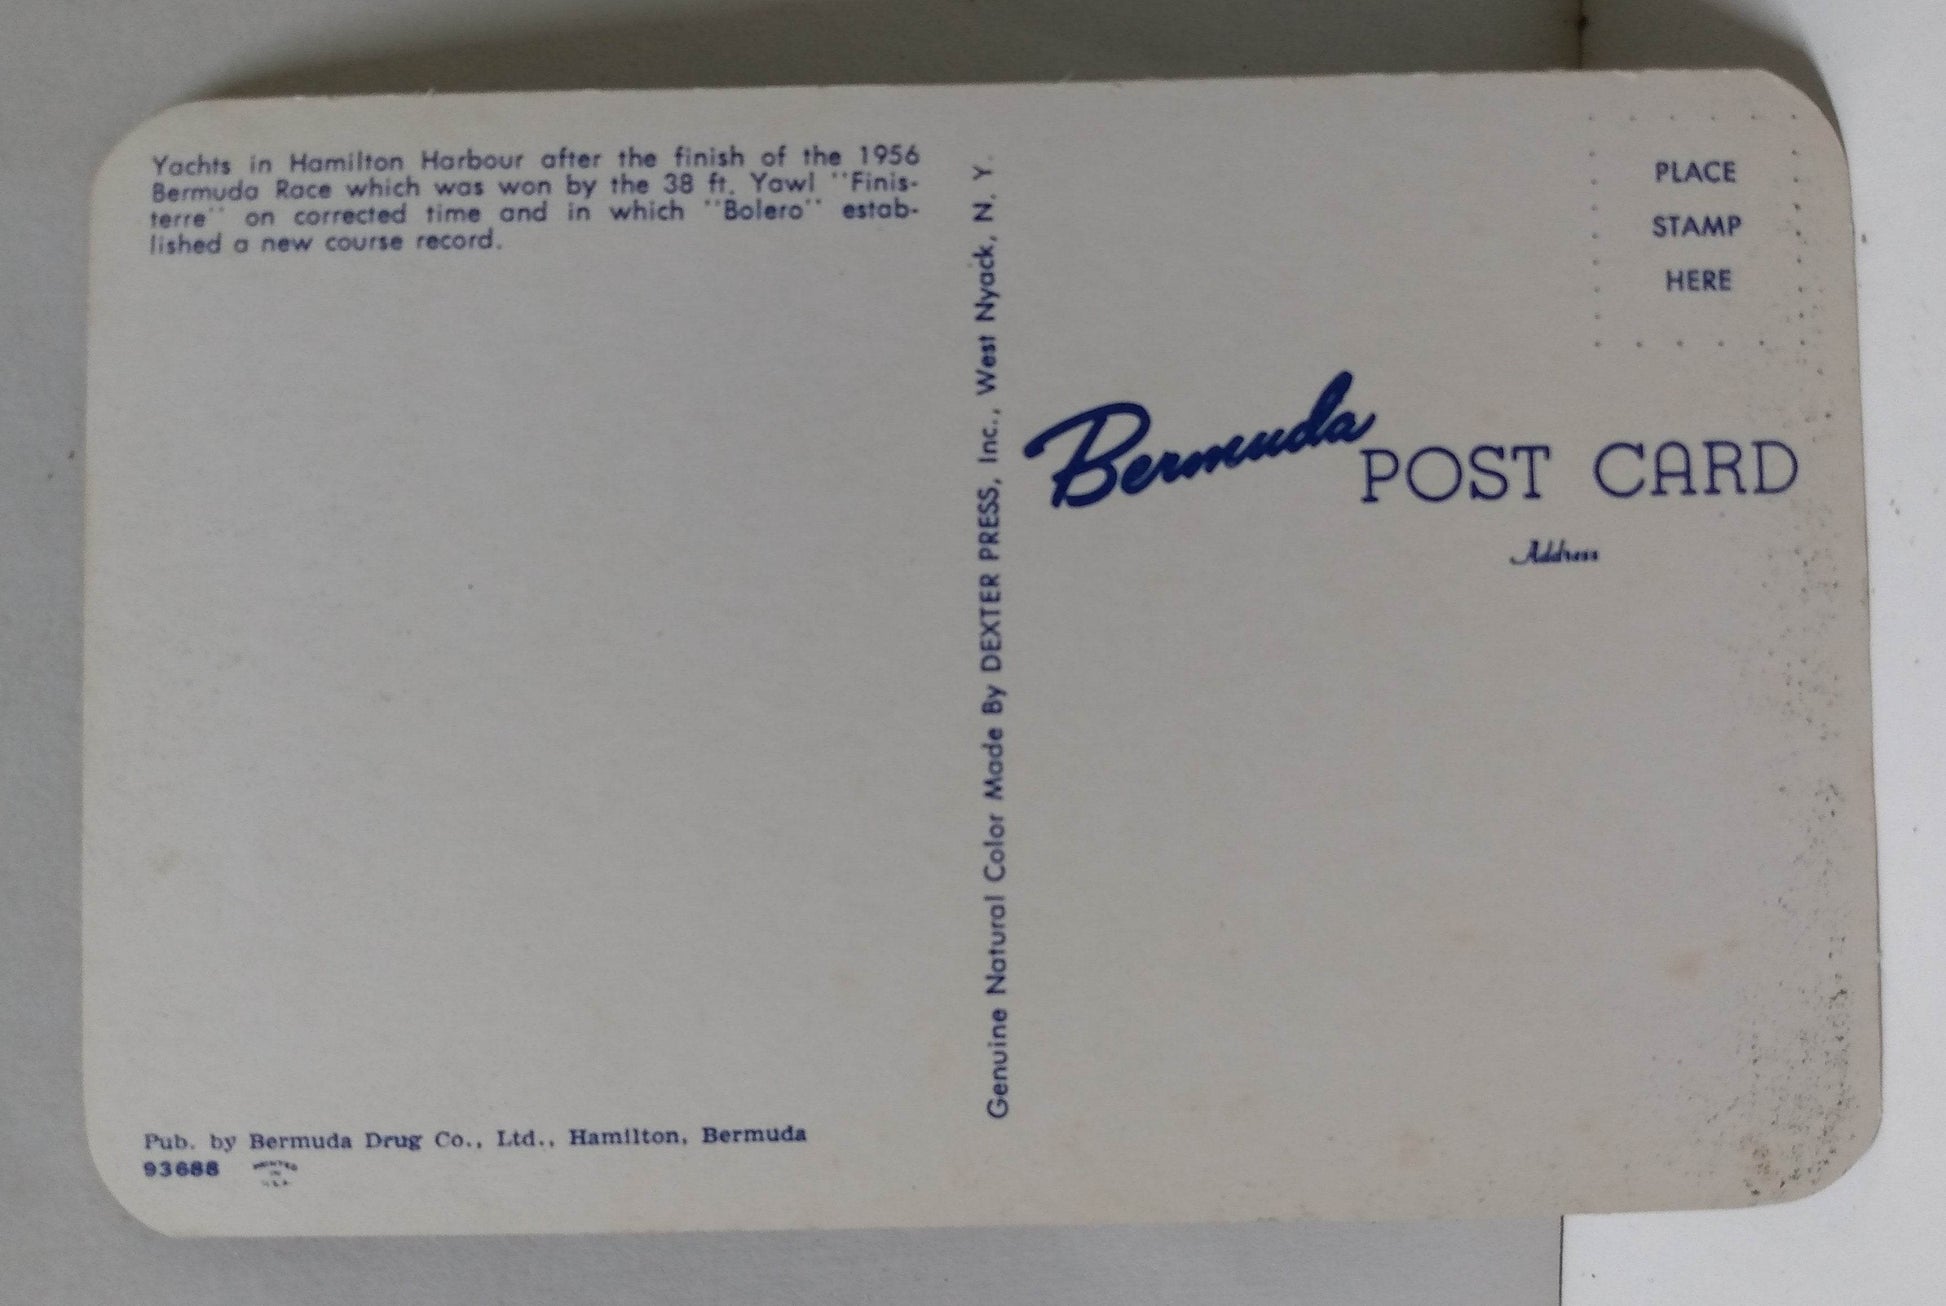 Yachts in Hamilton Harbour after the finish of the 1956
Bermuda Race which was won by the 38 ft. Yawl "Finis-
terre" on corrected time and in which "Bolero" estab-
lished a new course record.
Pub. by Bermuda Drug Co., Ltd., Hamilton, Bermuda
93688 PRINTED
IN
U.S.A.
Genuine Natural Color Made By DEXTER PRESS, Inc., West Nyack, N. Y.
PLACE
STAMP
HERE
Bermuda
POST CARD
Address